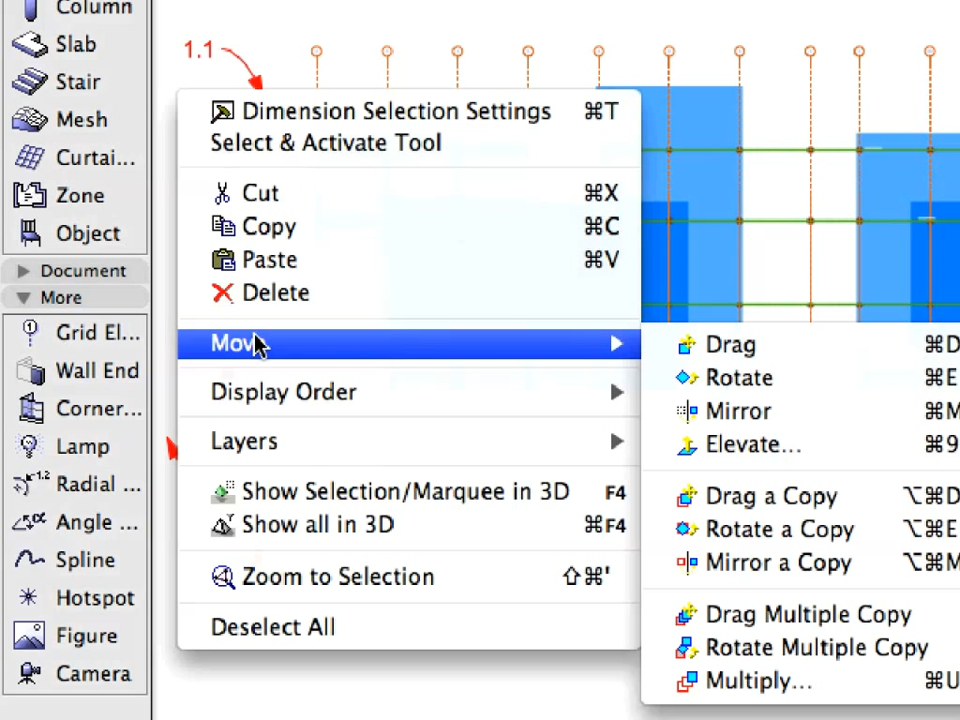 Column
Slab
Stair
Mesh
Curtai...
Zone
Object
Document
More
Grid El...
Wall End
Corner...
Lamp
Radial ...
Angle ...
Spline
Hotspot
Figure
Camera
1.1
Dimension Selection Settings ⌘T
Select & Activate Tool
Cut ⌘X
Copy ⌘C
Paste ⌘V
Delete
Mov
Display Order
Layers
Show Selection/Marquee in 3D F4
Show all in 3D ⌘F4
Zoom to Selection ⇧⌘'
Deselect All
Drag ⌘D
Rotate ⌘E
Mirror ⌘M
Elevate... ⌘9
Drag a Copy ⌥⌘D
Rotate a Copy ⌥⌘E
Mirror a Copy ⌥⌘M
Drag Multiple Copy
Rotate Multiple Copy
Multiply... ⌘U